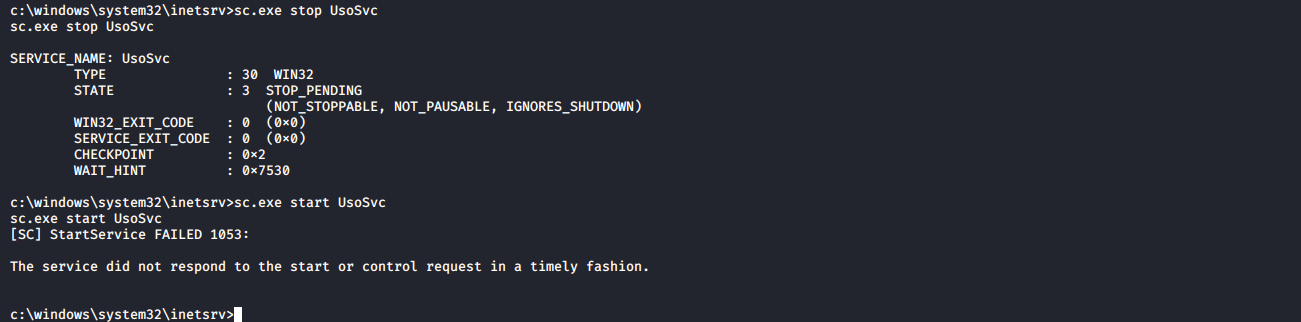 c:\windows\system32\inetsrv>sc.exe stop UsoSvc
sc.exe stop UsoSvc
SERVICE_NAME: UsoSvc
TYPE : 30 WIN32
STATE : 3 STOP_PENDING
(NOT_STOPPABLE, NOT_PAUSABLE, IGNORES_SHUTDOWN)
WIN32_EXIT_CODE : 0 (0×0)
SERVICE_EXIT_CODE : 0 (0×0)
CHECKPOINT : 0×2
WAIT_HINT : 0×7530
c:\windows\system32\inetsrv>sc.exe start UsoSvc
sc.exe start UsoSvc
[SC] StartService FAILED 1053:
The service did not respond to the start or control request in a timely fashion.
c:\windows\system32\inetsrv>